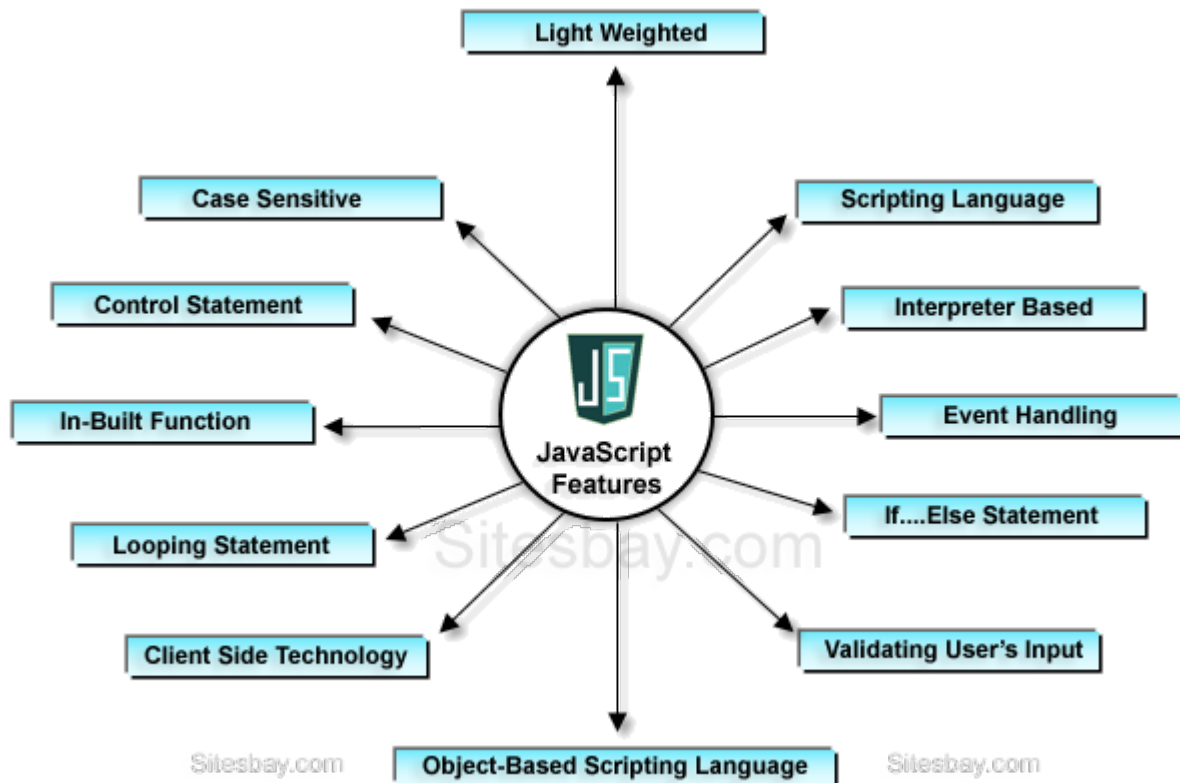 Light Weighted
Case Sensitive
Scripting Language
Control Statement
Interpreter Based
In-Built Function
Event Handling
JS
JavaScript
Features
Looping Statement
If....Else Statement
Sitesbay.com
Client Side Technology
Validating User's Input
Object-Based Scripting Language
Sitesbay.com
Sitesbay.com